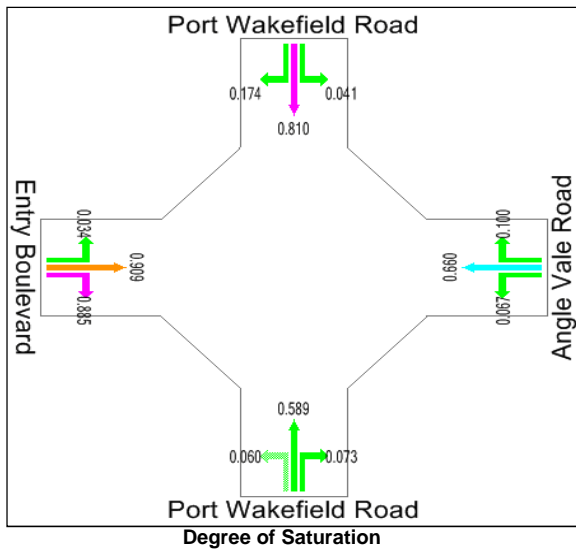 Port Wakefield Road
0.174
0.041
0.810
Entry Boulevard
0.034
0.909
0.885
0.100
0.660
0.067
Angle Vale Road
0.589
0.060
0.073
Port Wakefield Road
Degree of Saturation